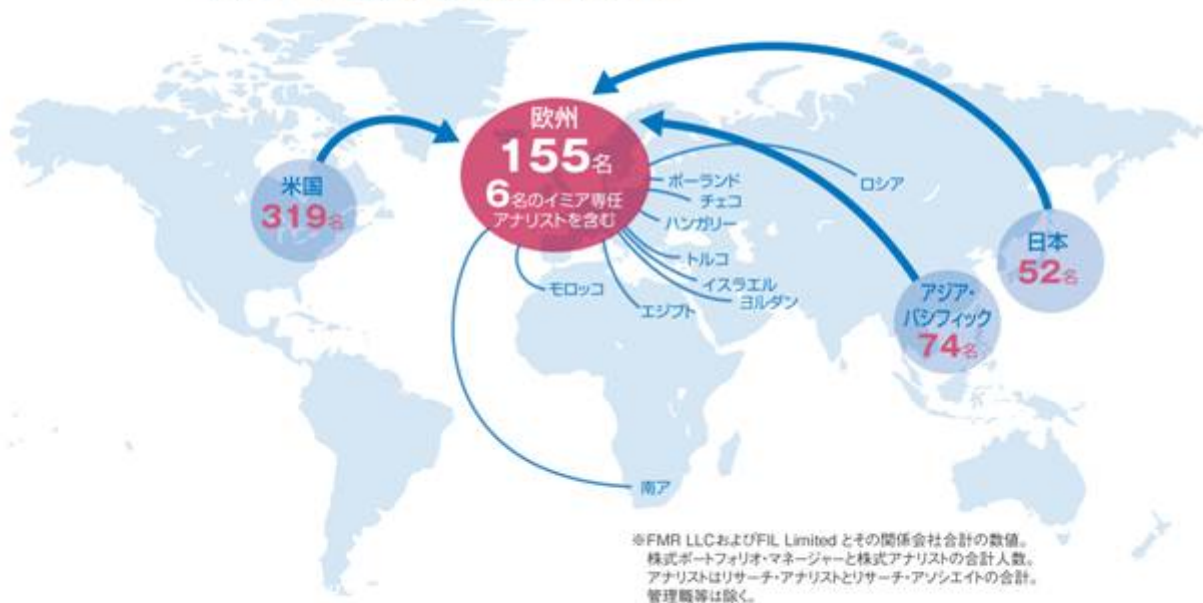 欧州
155名
6名のイミア専任
アナリストを含む
米国
319名
ポーランド
チェコ
ハンガリー
ロシア
トルコ
イスラエル
ヨルダン
エジプト
モロッコ
南ア
日本
52名
アジア・
パシフィック
74名
※FMR LLCおよびFIL Limited とその関係会社合計の数値。
株式ポートフォリオ・マネージャーと株式アナリストの合計人数。
アナリストはリサーチ・アナリストとリサーチ・アソシエイトの合計。
管理職等は除く。